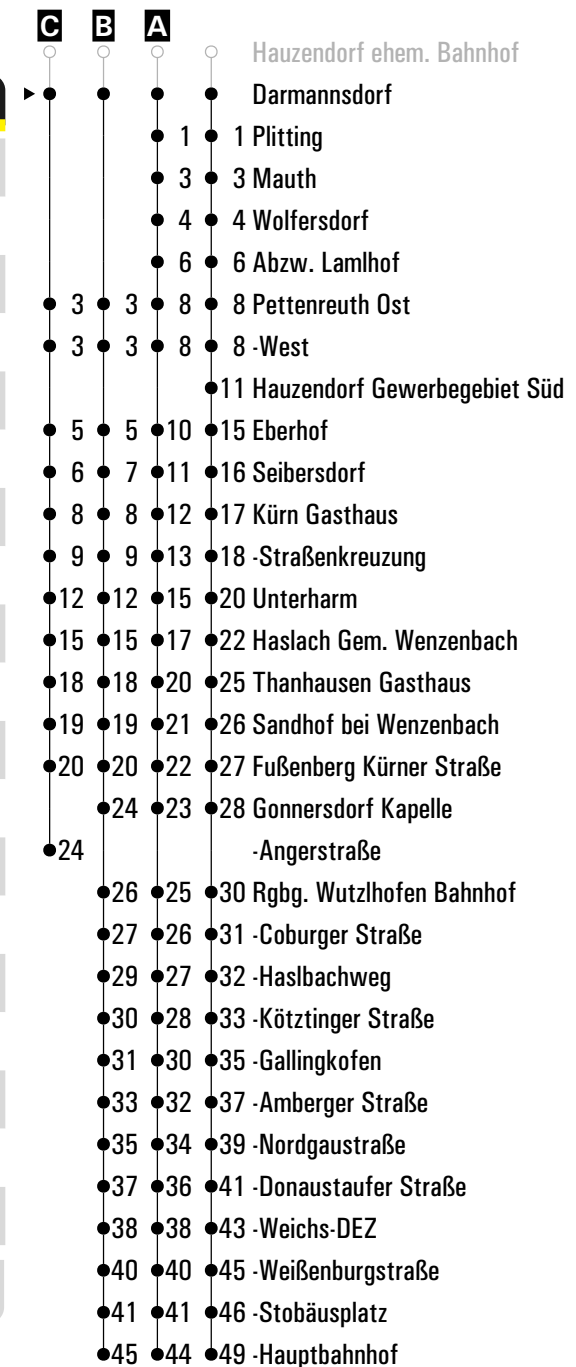 C B A
Hauzendorf ehem. Bahnhof
Darmannsdorf
1 1 Plitting
3 3 Mauth
4 4 Wolfersdorf
6 6 Abzw. Lamlhof
3 3 8 8 Pettenreuth Ost
3 3 8 8 -West
11 Hauzendorf Gewerbegebiet Süd
5 5 10 15 Eberhof
6 7 11 16 Seibersdorf
8 8 12 17 Kürn Gasthaus
9 9 13 18 -Straßenkreuzung
12 12 15 20 Unterharm
15 15 17 22 Haslach Gem. Wenzenbach
18 18 20 25 Thanhausen Gasthaus
19 19 21 26 Sandhof bei Wenzenbach
20 20 22 27 Fußenberg Kürner Straße
24 23 28 Gonnersdorf Kapelle
24 -Angerstraße
26 25 30 Rgbg. Wutzlhofen Bahnhof
27 26 31 -Coburger Straße
29 27 32 -Haslbachweg
30 28 33 -Kötztinger Straße
31 30 35 -Gallingkofen
33 32 37 -Amberger Straße
35 34 39 -Nordgaustraße
37 36 41 -Donaustaufer Straße
38 38 43 -Weichs-DEZ
40 40 45 -Weißenburgstraße
41 41 46 -Stobäusplatz
45 44 49 -Hauptbahnhof